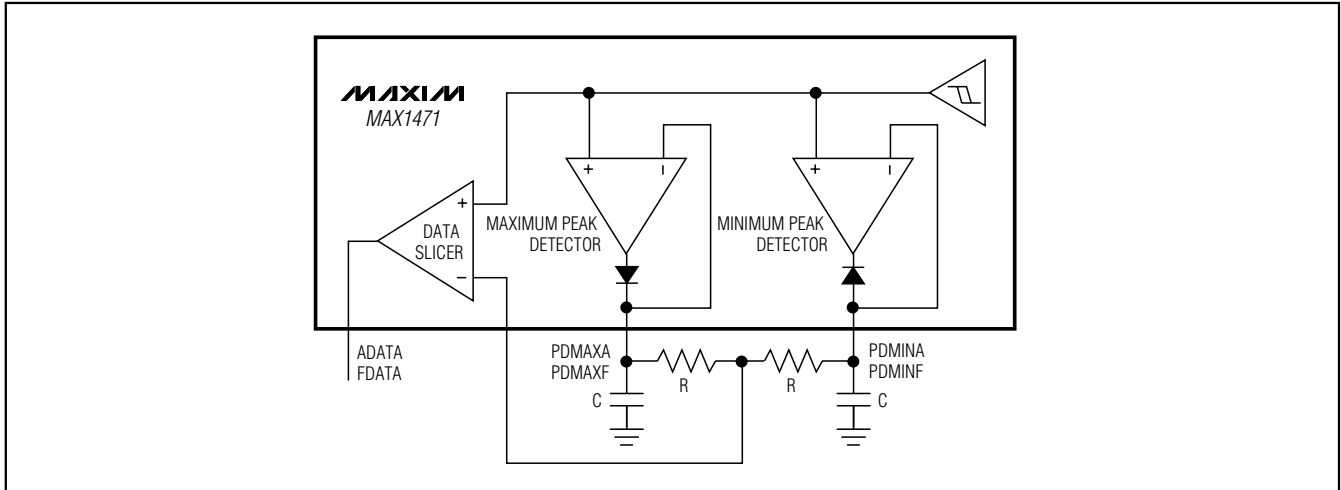 MAXIM
MAX1471
DATA
SLICER
+
−
MAXIMUM PEAK
DETECTOR
+
−
MINIMUM PEAK
DETECTOR
+
−
ADATA
FDATA
PDMAXA
PDMAXF
R
R
PDMINA
PDMINF
C
C